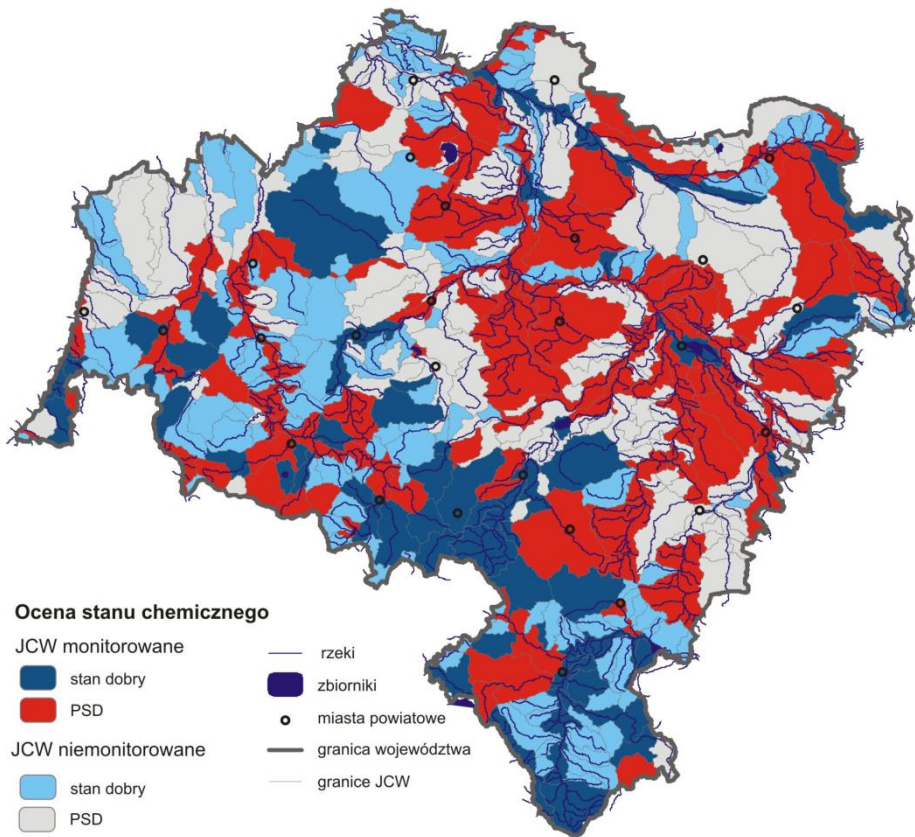 Ocena stanu chemicznego
JCW monitorowane
stan dobry
PSD
JCW niemonitorowane
stan dobry
PSD
rzeki
zbiorniki
miasta powiatowe
granica województwa
granice JCW